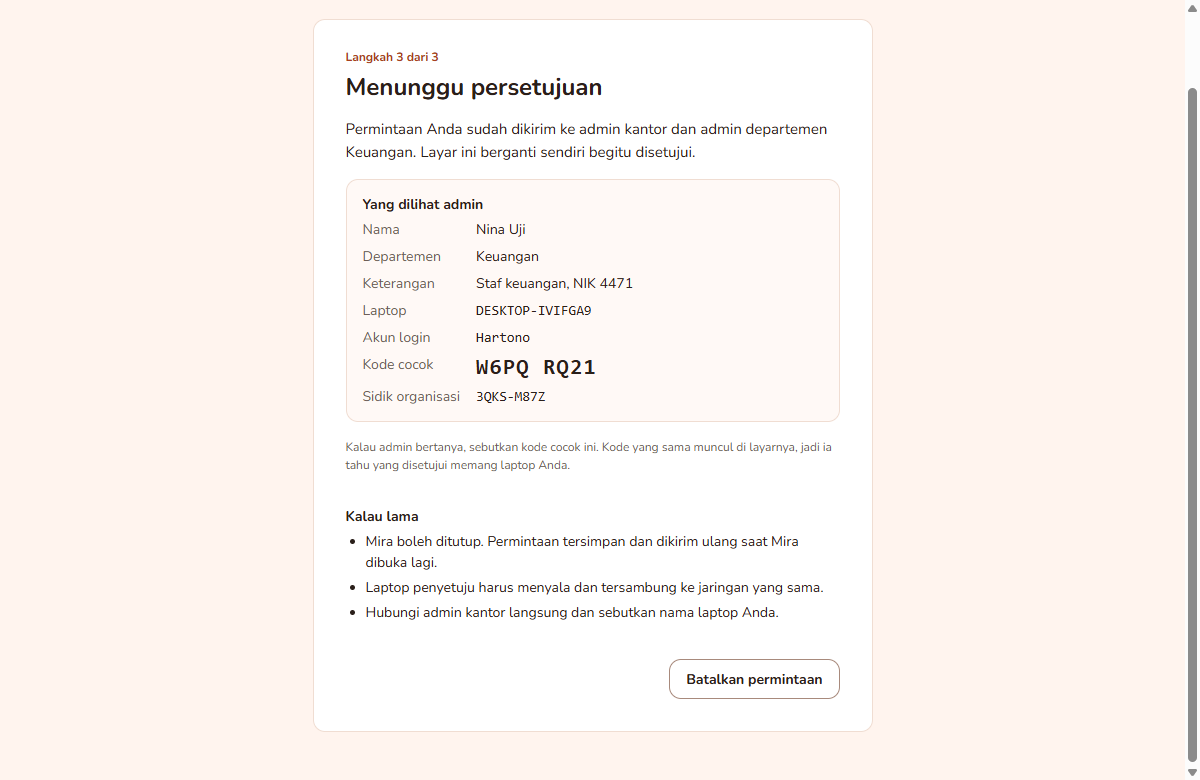 Langkah 3 dari 3
Menunggu persetujuan
Permintaan Anda sudah dikirim ke admin kantor dan admin departemen
Keuangan. Layar ini berganti sendiri begitu disetujui.
Yang dilihat admin
Nama Nina Uji
Departemen Keuangan
Keterangan Staf keuangan, NIK 4471
Laptop DESKTOP-IVIFGA9
Akun login Hartono
Kode cocok W6PQ RQ21
Sidik organisasi 3QKS-M87Z
Kalau admin bertanya, sebutkan kode cocok ini. Kode yang sama muncul di layarnya, jadi ia
tahu yang disetujui memang laptop Anda.
Kalau lama
• Mira boleh ditutup. Permintaan tersimpan dan dikirim ulang saat Mira
dibuka lagi.
• Laptop penyetuju harus menyala dan tersambung ke jaringan yang sama.
• Hubungi admin kantor langsung dan sebutkan nama laptop Anda.
Batalkan permintaan